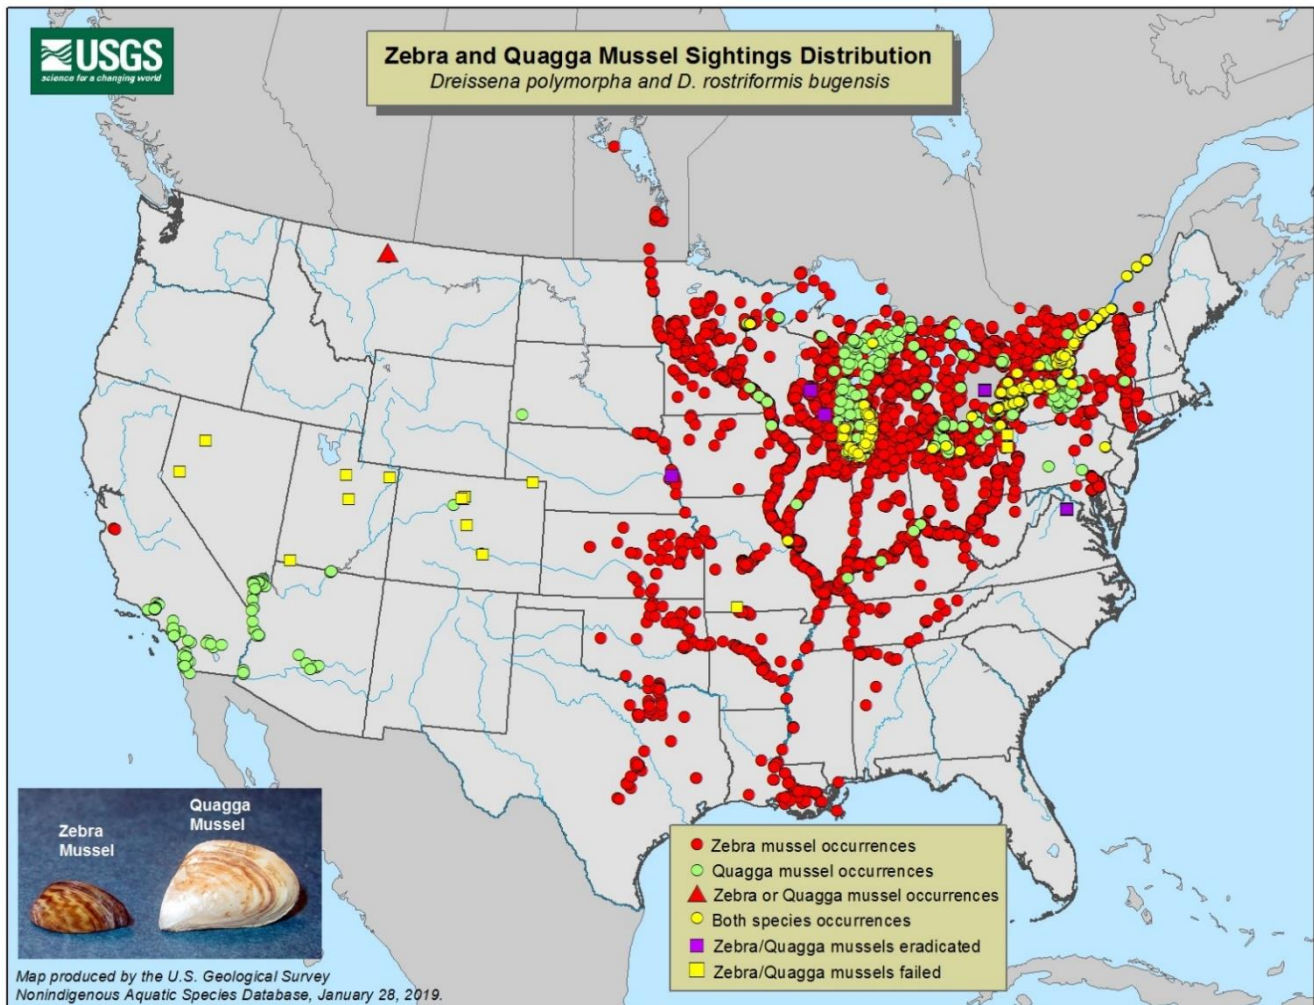 USGS
science for a changing world
Zebra and Quagga Mussel Sightings Distribution
Dreissena polymorpha and D. rostriformis bugensis
Zebra
Mussel
Quagga
Mussel
Zebra mussel occurrences
Quagga mussel occurrences
Zebra or Quagga mussel occurrences
Both species occurrences
Zebra/Quagga mussels eradicated
Zebra/Quagga mussels failed
Map produced by the U.S. Geological Survey
Nonindigenous Aquatic Species Database, January 28, 2019.